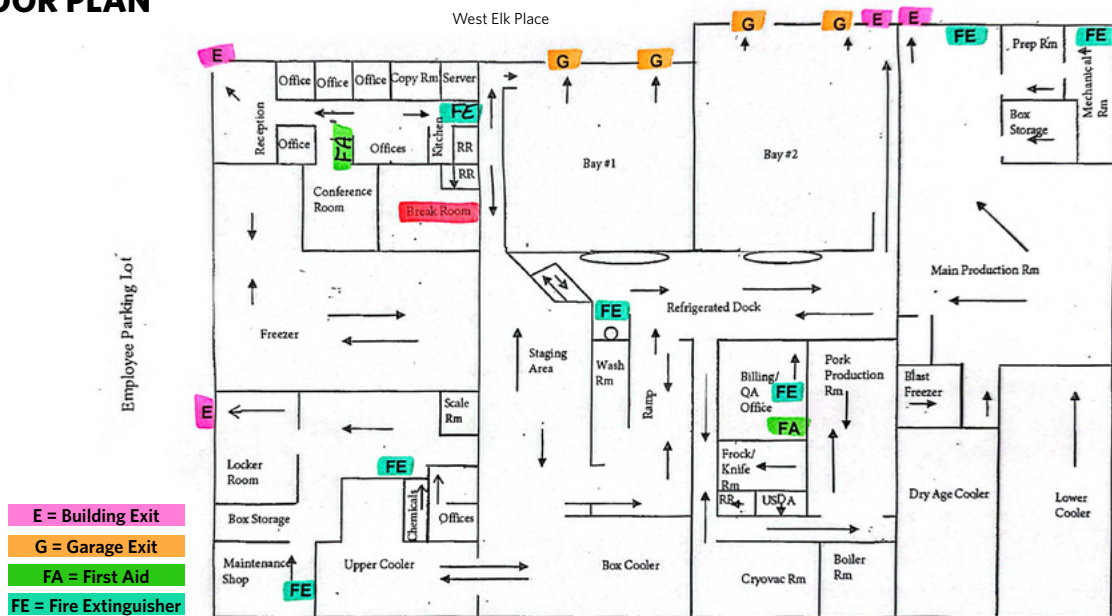 OOR PLAN
West Elk Place
E
G
G
G
G
E
E
FE
FE
Office
Office
Office
Copy Rm
Server
Prep Rm
Mechanical
Rm
Box
Storage
Reception
Office
FA
Offices
Kitchen
FE
RR
RR
Conference
Room
Break Room
Bay #1
Bay #2
Employee Parking Lot
Freezer
Main Production Rm
Refrigerated Dock
FE
Staging
Area
Wash
Rm
Ramp
Billing/
QA
Office
FE
FA
Pork
Production
Rm
Blast
Freezer
E
Scale
Rm
Locker
Room
FE
Frock/
Knife
Rm
RR
USDA
Dry Age Cooler
Lower
Cooler
Box Storage
Chemicals
Offices
Maintenance
Shop
FE
Upper Cooler
Box Cooler
Cryovac Rm
Boiler
Rm
E = Building Exit
G = Garage Exit
FA = First Aid
FE = Fire Extinguisher